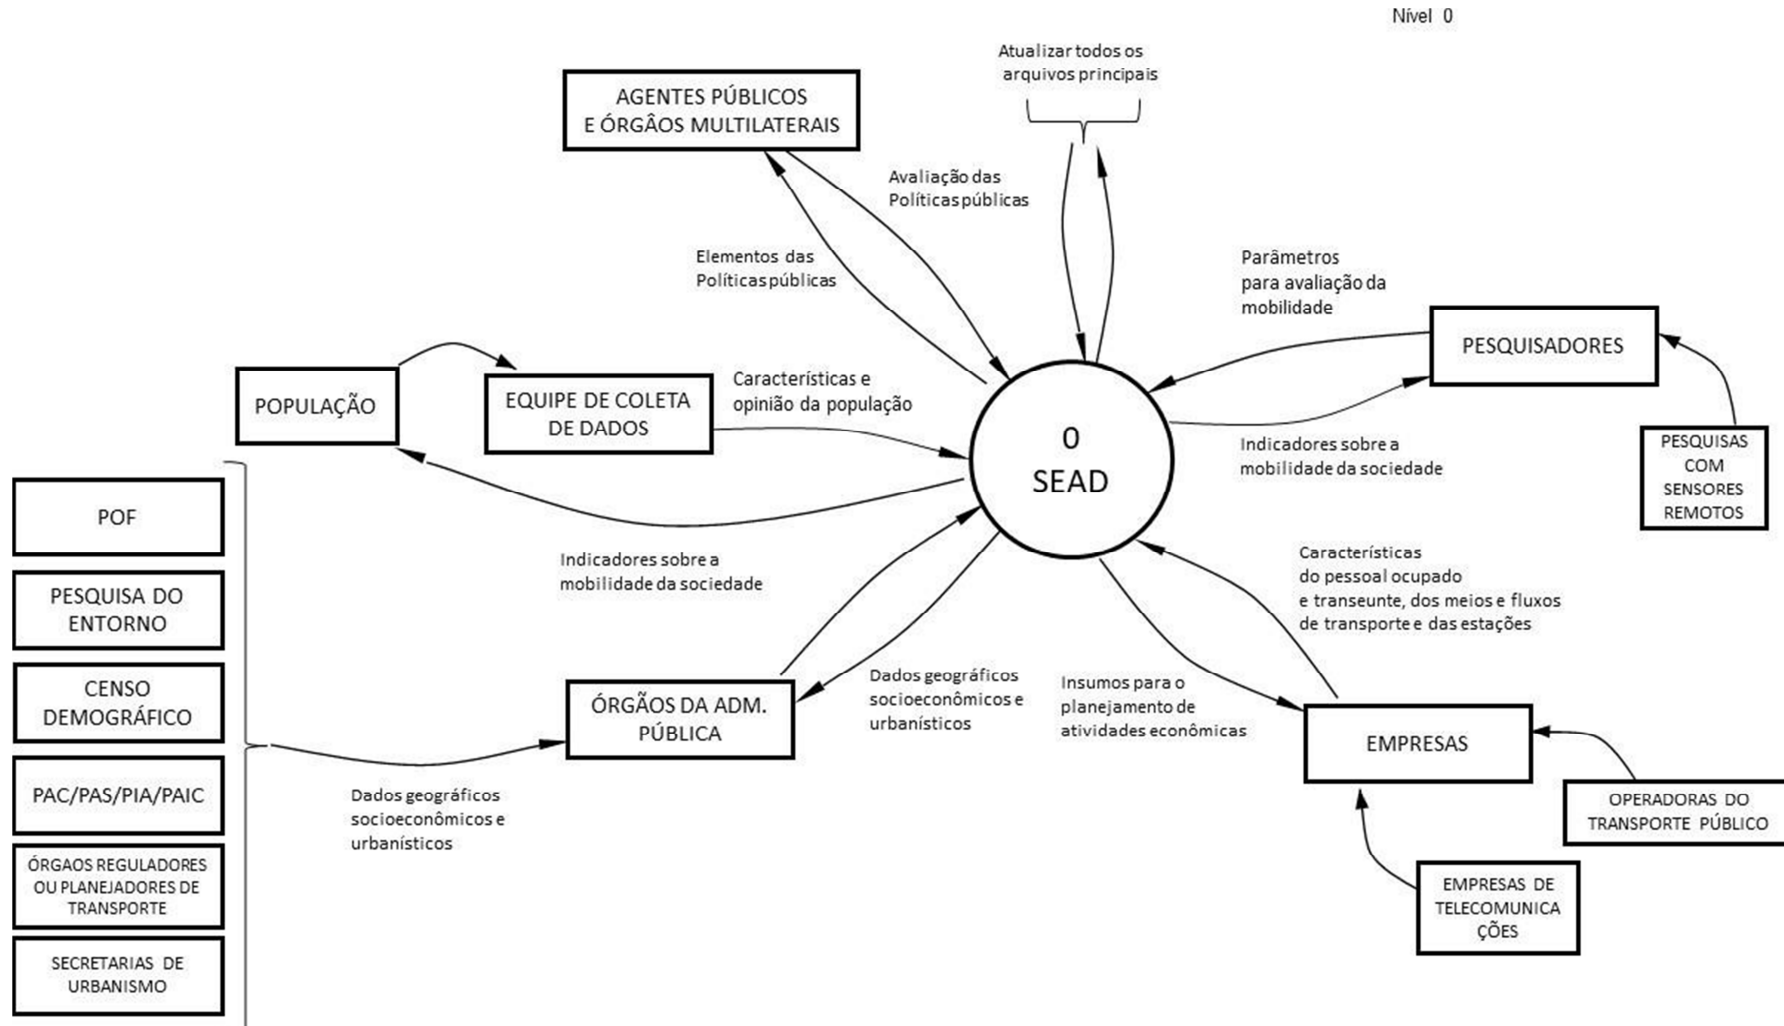 Nível 0
Atualizar todos os
arquivos principais
AGENTES PÚBLICOS
E ÓRGÂOS MULTILATERAIS
Avaliação das
Políticas públicas
Elementos das
Políticas públicas
Parâmetros
para avaliação da
mobilidade
PESQUISADORES
POPULAÇÃO
EQUIPE DE COLETA
DE DADOS
Características e
opinião da população
0
SEAD
Indicadores sobre a
mobilidade da sociedade
PESQUISAS
COM
SENSORES
REMOTOS
POF
PESQUISA DO
ENTORNO
CENSO
DEMOGRÁFICO
PAC/PAS/PIA/PAIC
ÓRGAOS REGULADORES
OU PLANEJADORES DE
TRANSPORTE
SECRETARIAS DE
URBANISMO
Indicadores sobre a
mobilidade da sociedade
Características
do pessoal ocupado
e transeunte, dos meios e fluxos
de transporte e das estações
ÓRGÃOS DA ADM.
PÚBLICA
Dados geográficos
socioeconômicos e
urbanísticos
Insumos para o
planejamento de
atividades econômicas
EMPRESAS
Dados geográficos
socioeconômicos e
urbanísticos
OPERADORAS DO
TRANSPORTE PÚBLICO
EMPRESAS DE
TELECOMUNICA
ÇÕES